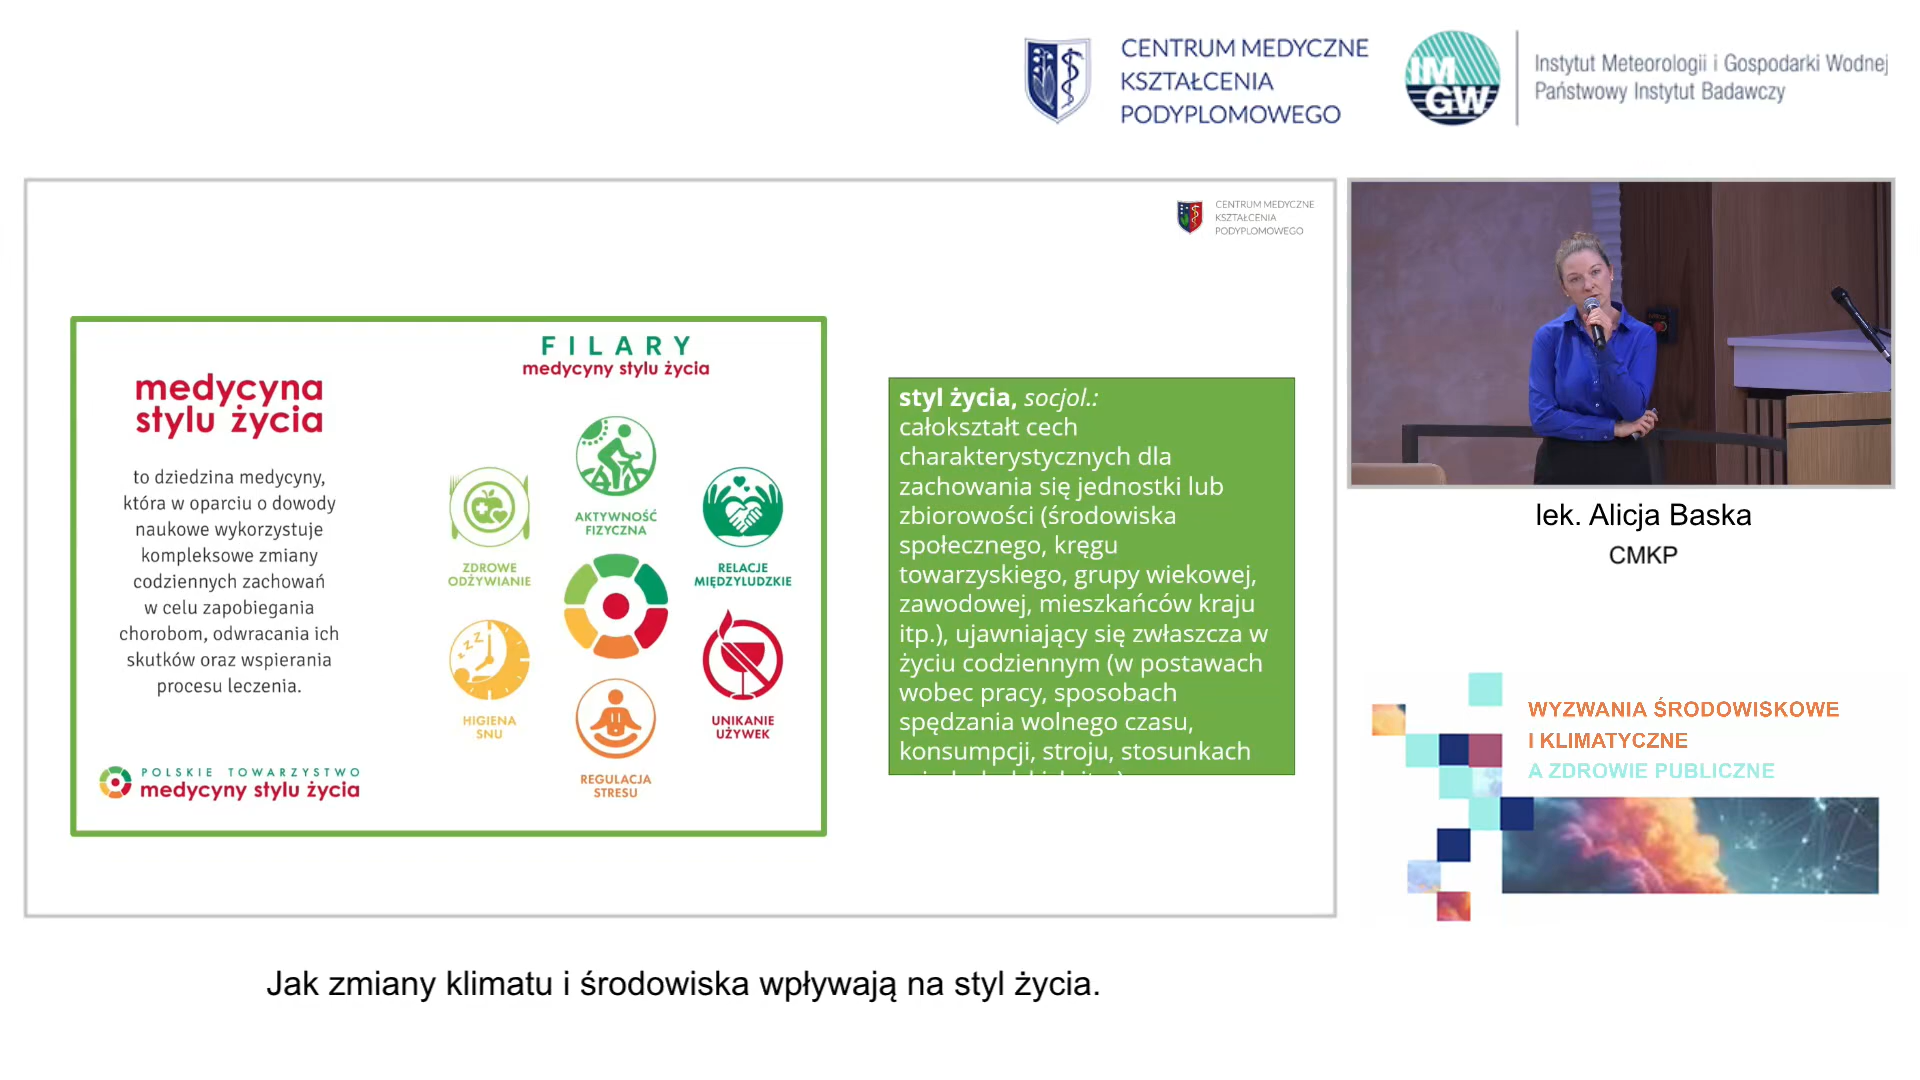 CENTRUM MEDYCZNE
KSZTAŁCENIA
PODYPLOMOWEGO
IM
GW
Instytut Meteorologii i Gospodarki Wodnej
Państwowy Instytut Badawczy
CENTRUM MEDYCZNE
KSZTAŁCENIA
PODYPLOMOWEGO
medycyna
stylu życia
to dziedzina medycyny,
która w oparciu o dowody
naukowe wykorzystuje
kompleksowe zmiany
codziennych zachowań
w celu zapobiegania
chorobom, odwracania ich
skutków oraz wspierania
procesu leczenia.
POLSKIE TOWARZYSTWO
medycyny stylu życia
FILARY
medycyny stylu życia
AKTYWNOŚĆ
FIZYCZNA
ZDROWE
ODŻYWIANIE
RELACJE
MIĘDZYLUDZKIE
HIGIENA
SNU
z z z
UNIKANIE
UŻYWEK
REGULACJA
STRESU
styl życia, socjol.:
całokształt cech
charakterystycznych dla
zachowania się jednostki lub
zbiorowości (środowiska
społecznego, kręgu
towarzyskiego, grupy wiekowej,
zawodowej, mieszkańców kraju
itp.), ujawniający się zwłaszcza w
życiu codziennym (w postawach
wobec pracy, sposobach
spędzania wolnego czasu,
konsumpcji, stroju, stosunkach
lek. Alicja Baska
CMKP
WYZWANIA ŚRODOWISKOWE
I KLIMATYCZNE
A ZDROWIE PUBLICZNE
Jak zmiany klimatu i środowiska wpływają na styl życia.